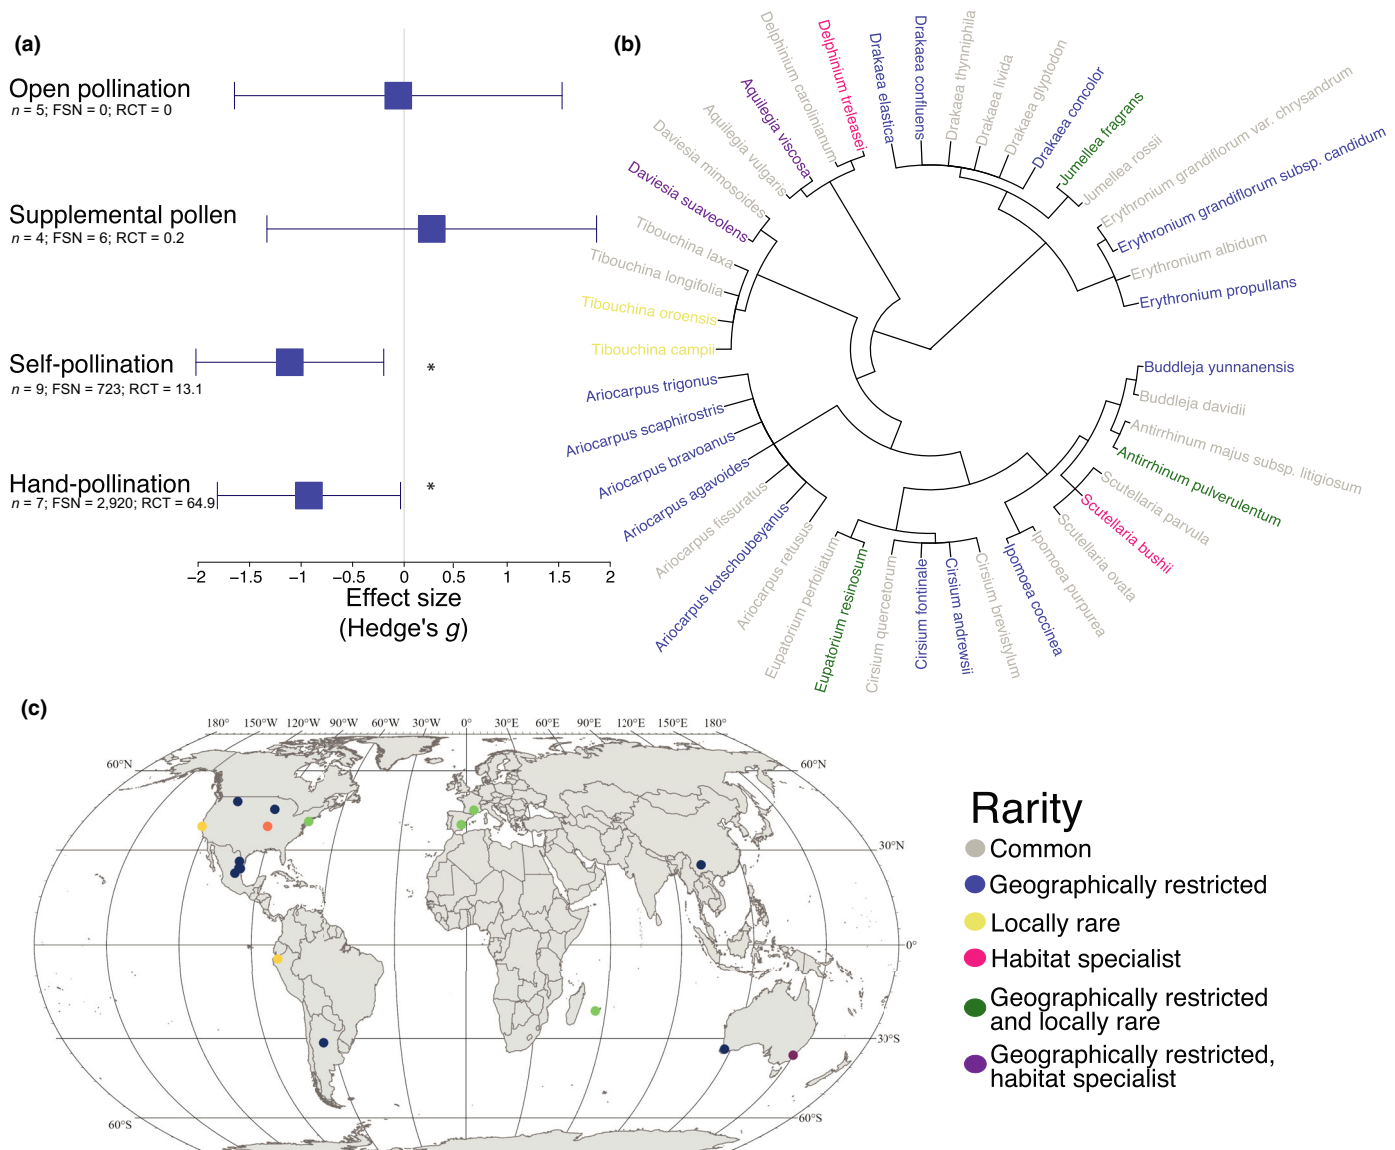 (a)
Open pollination
n = 5; FSN = 0; RCT = 0
Supplemental pollen
n = 4; FSN = 6; RCT = 0.2
Self-pollination
n = 9; FSN = 723; RCT = 13.1
*
Hand-pollination
n = 7; FSN = 2,920; RCT = 64.9
*
−2 −1.5 −1 −0.5 0 0.5 1 1.5 2
Effect size
(Hedge's g)
(b)
Delphinium carolinianum
Delphinium treleasei
Drakaea elastica
Drakaea confluens
Drakaea thynniphila
Drakaea livida
Drakaea glyptodon
Drakaea concolor
Jumellea fragrans
Jumellea rossii
Erythronium grandiflorum var. chrysandrum
Erythronium grandiflorum subsp. candidum
Erythronium albidum
Erythronium propullans
Buddleja yunnanensis
Buddleja davidii
Antirrhinum majus subsp. litigiosum
Antirrhinum pulverulentum
Scutellaria parvula
Scutellaria bushii
Scutellaria ovata
Ipomoea purpurea
Ipomoea coccinea
Cirsium brevistylum
Cirsium andrewsii
Cirsium fontinale
Cirsium quercetorum
Eupatorium resinosum
Eupatorium perfoliatum
Ariocarpus retusus
Ariocarpus kotschoubeyanus
Ariocarpus fissuratus
Ariocarpus agavoides
Ariocarpus bravoanus
Ariocarpus scaphirostris
Ariocarpus trigonus
Tibouchina campii
Tibouchina oroensis
Tibouchina longifolia
Tibouchina laxa
Daviesia suaveolens
Daviesia mimosoides
Aquilegia vulgaris
Aquilegia viscosa
(c)
180° 150°W 120°W 90°W 60°W 30°W 0° 30°E 60°E 90°E 120°E 150°E 180°
60°N 60°N
30°N
0°
30°S
60°S 60°S
Rarity
Common
Geographically restricted
Locally rare
Habitat specialist
Geographically restricted
and locally rare
Geographically restricted,
habitat specialist